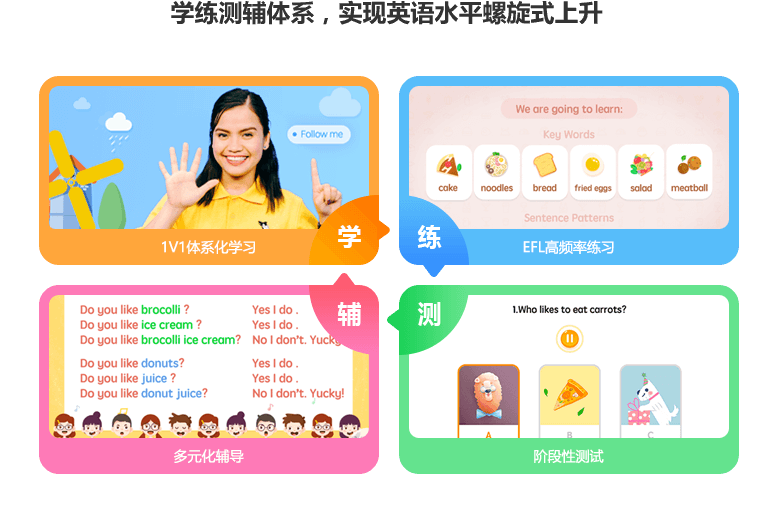 学练测辅体系，实现英语水平螺旋式上升
Follow me
1V1体系化学习
学
We are going to learn:
Key Words
cake noodles bread fried eggs salad meatball
Sentence Patterns
练
EFL高频率练习
Do you like brocolli ? Yes I do .
Do you like ice cream ? Yes I do .
Do you like brocolli ice cream? No I don't. Yucky!
Do you like donuts? Yes I do .
Do you like juice ? Yes I do .
Do you like donut juice? No I don't. Yucky!
辅
多元化辅导
测
1.Who likes to eat carrots?
A B C
阶段性测试